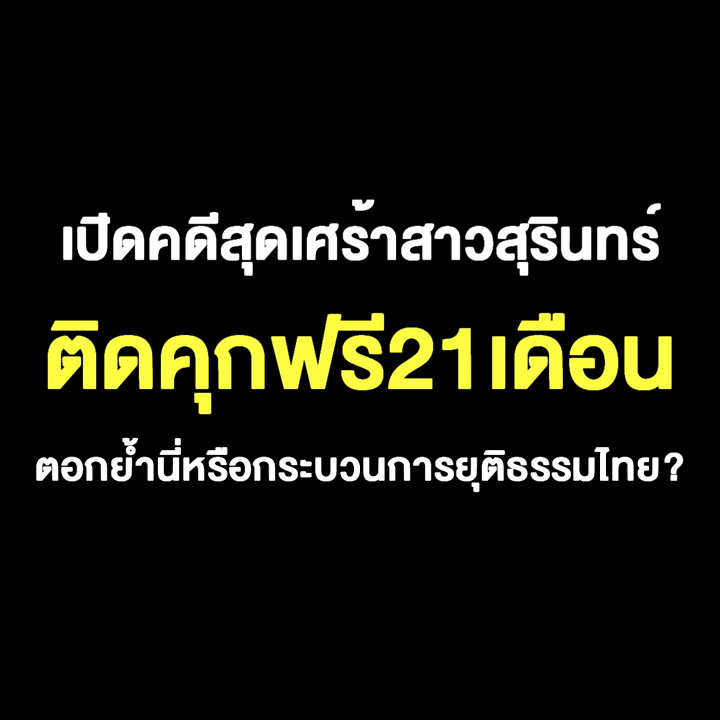 เปิดคดีสุดเศร้าสาวสุรินทร์
ติดคุกฟรี21เดือน
ตอกย้ำนี่หรือกระบวนการยุติธรรมไทย?